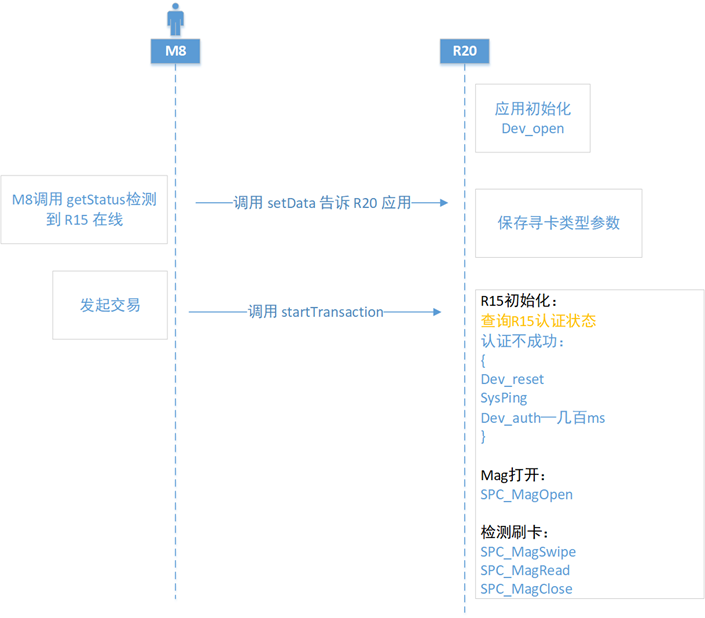 M8
R20
应用初始化
Dev_open
M8调用 getStatus检测
到 R15 在线
调用 setData 告诉 R20 应用
保存寻卡类型参数
发起交易
调用 startTransaction
R15初始化：
查询R15认证状态
认证不成功：
{
Dev_reset
SysPing
Dev_auth—几百ms
}
Mag打开：
SPC_MagOpen
检测刷卡：
SPC_MagSwipe
SPC_MagRead
SPC_MagClose